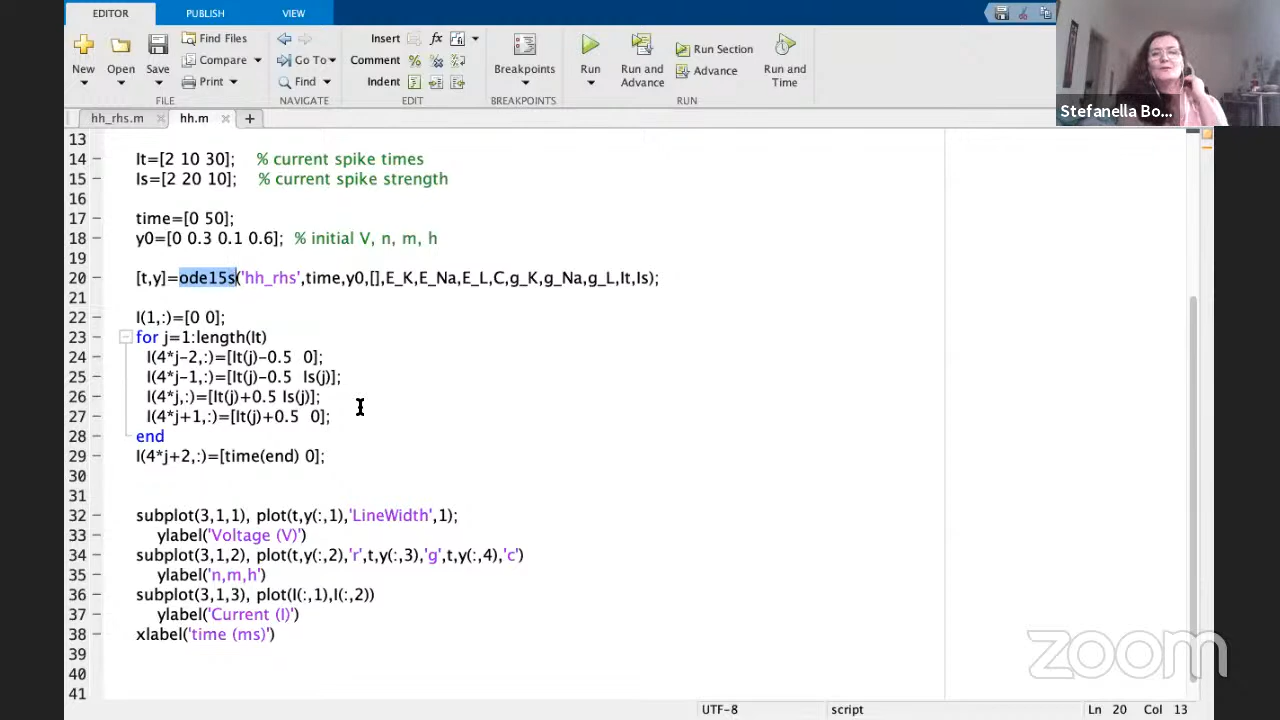 EDITOR PUBLISH VIEW
New Open Save Find Files Compare Print
Go To Find
Insert fx
Comment %
Indent
Breakpoints
Run Run and Advance Run Section Advance Run and Time
FILE NAVIGATE EDIT BREAKPOINTS RUN
Stefanella Bo...
hh_rhs.m hh.m +
13
14 It=[2 10 30]; % current spike times
15 Is=[2 20 10]; % current spike strength
16
17 time=[0 50];
18 y0=[0 0.3 0.1 0.6]; % initial V, n, m, h
19
20 [t,y]=ode15s('hh_rhs',time,y0,[],E_K,E_Na,E_L,C,g_K,g_Na,g_L,It,Is);
21
22 I(1,:)=[0 0];
23 for j=1:length(It)
24 I(4*j-2,:)=[It(j)-0.5 0];
25 I(4*j-1,:)=[It(j)-0.5 Is(j)];
26 I(4*j,:)=[It(j)+0.5 Is(j)];
27 I(4*j+1,:)=[It(j)+0.5 0];
28 end
29 I(4*j+2,:)=[time(end) 0];
30
31
32 subplot(3,1,1), plot(t,y(:,1),'LineWidth',1);
33 ylabel('Voltage (V)')
34 subplot(3,1,2), plot(t,y(:,2),'r',t,y(:,3),'g',t,y(:,4),'c')
35 ylabel('n,m,h')
36 subplot(3,1,3), plot(I(:,1),I(:,2))
37 ylabel('Current (I)')
38 xlabel('time (ms)')
39
40
41
zoom
UTF-8 script Ln 20 Col 13